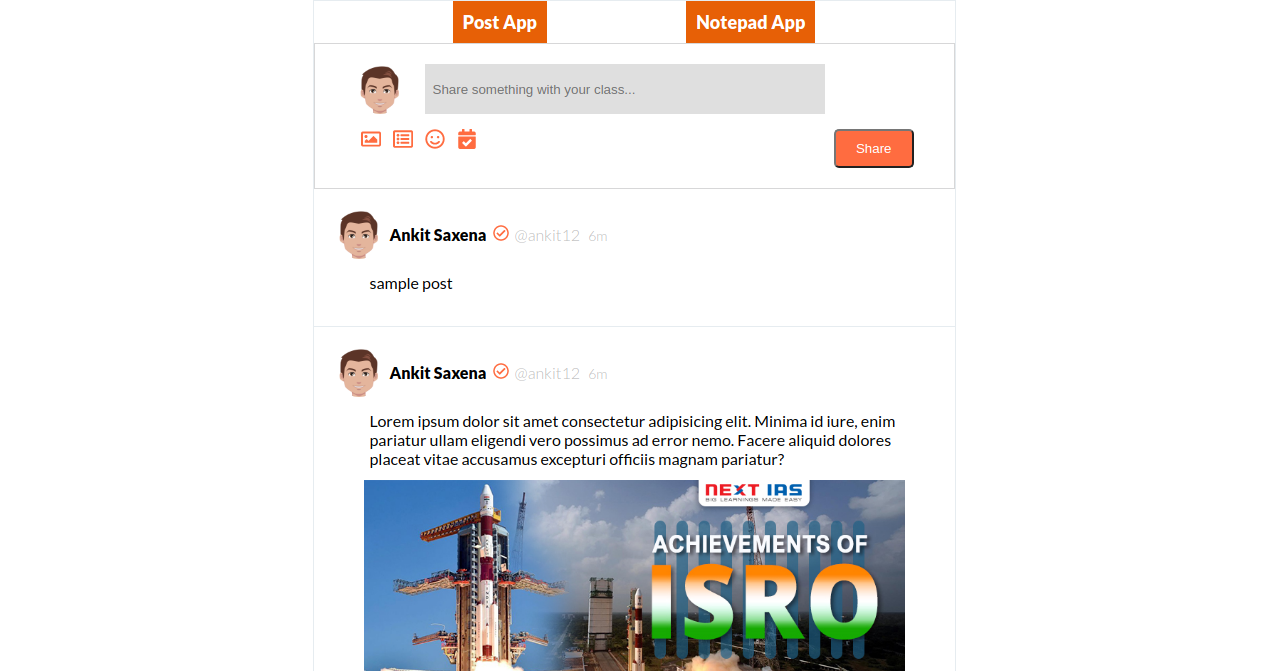 Post App Notepad App
Share something with your class...
Share
Ankit Saxena @ankit12 6m
sample post
Ankit Saxena @ankit12 6m
Lorem ipsum dolor sit amet consectetur adipisicing elit. Minima id iure, enim
pariatur ullam eligendi vero possimus ad error nemo. Facere aliquid dolores
placeat vitae accusamus excepturi officiis magnam pariatur?
NEXT IAS
BIG LEARNINGS MADE EASY
ACHIEVEMENTS OF
ISRO